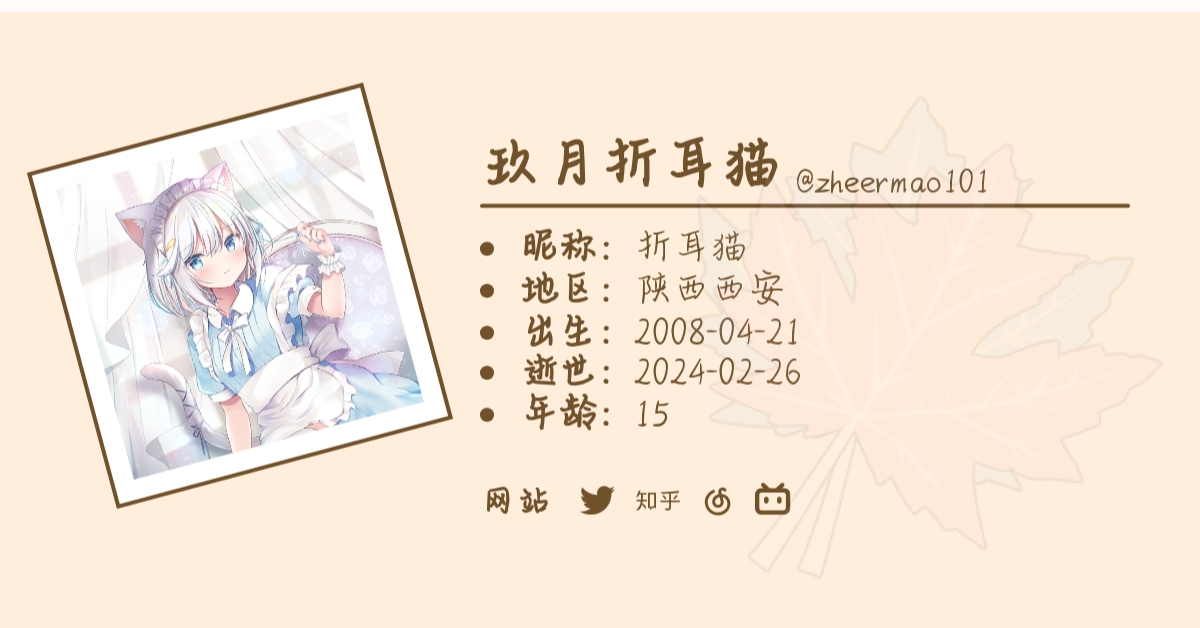 玖月折耳猫 @zheermao101
昵称： 折耳猫
地区： 陕西西安
出生： 2008-04-21
逝世： 2024-02-26
年龄： 15
网站 知乎